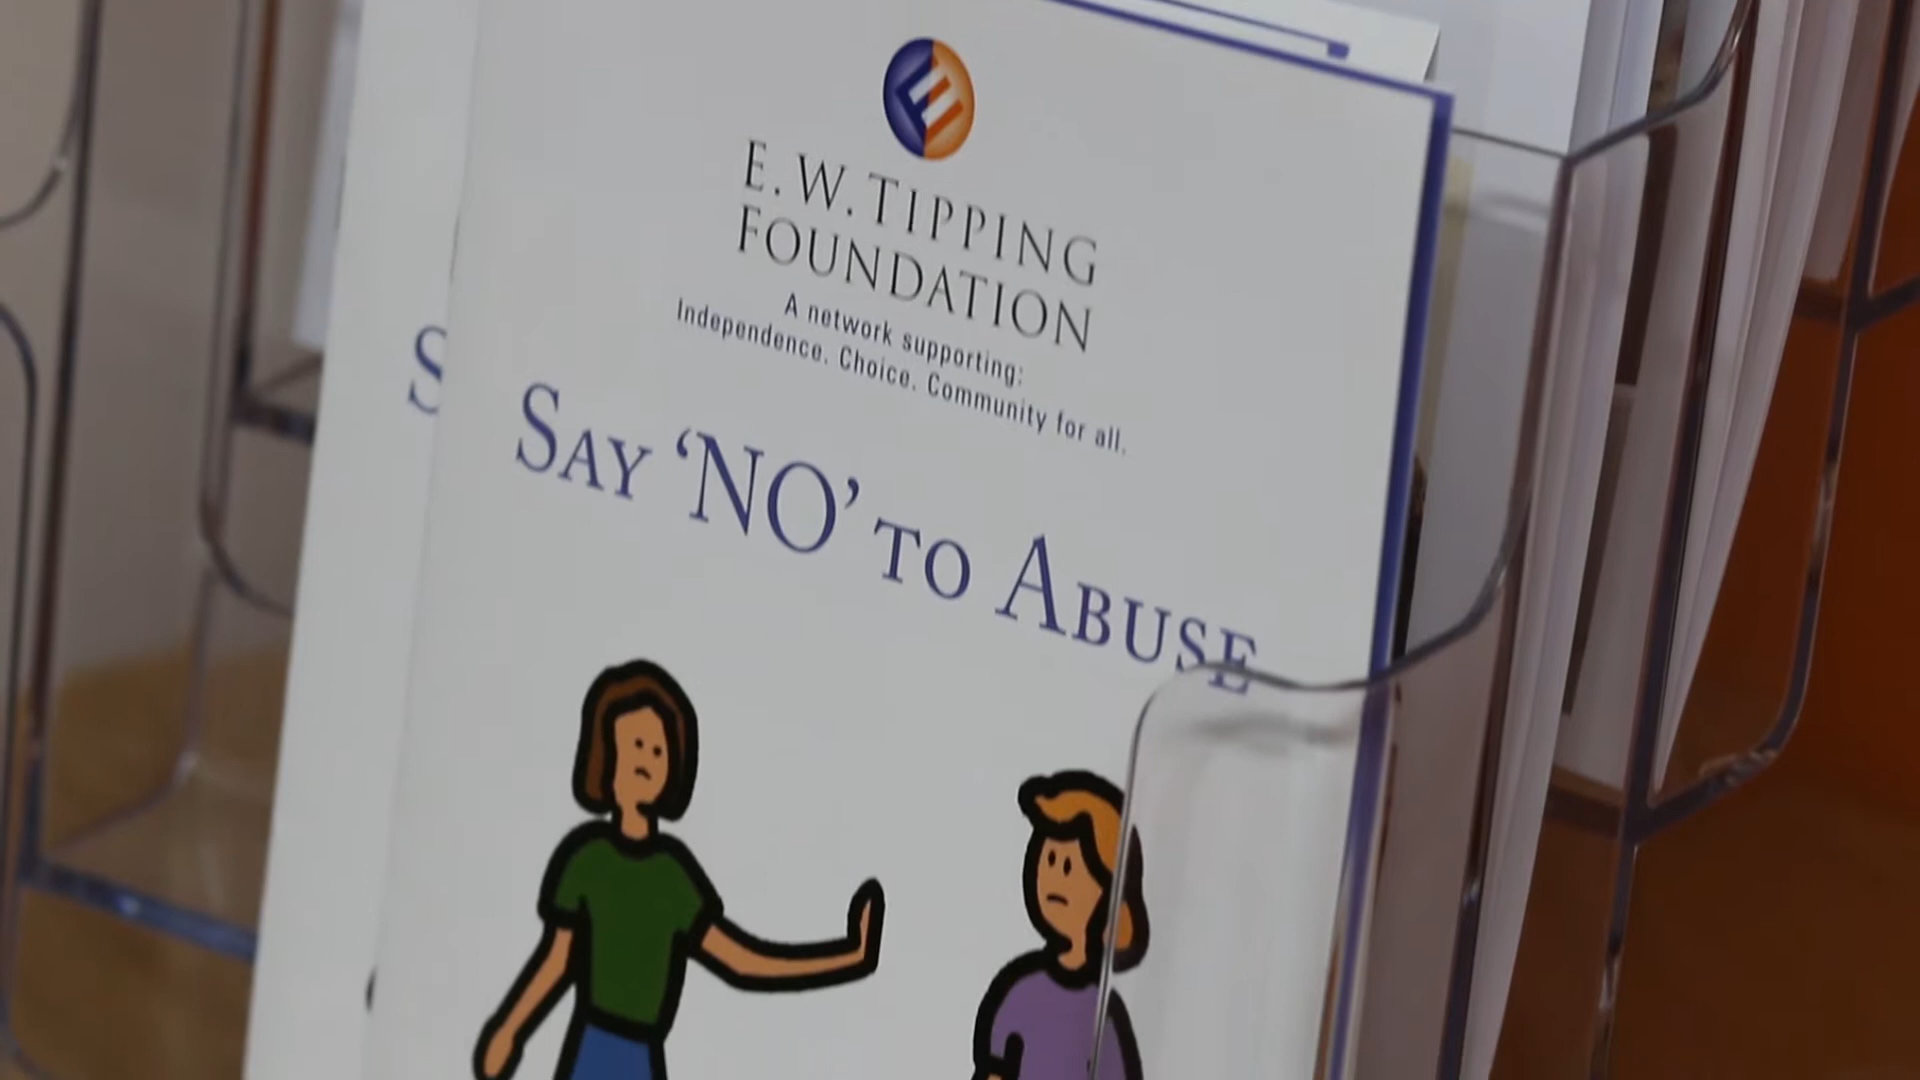 E. W. TIPPING
FOUNDATION
A network supporting:
Independence. Choice. Community for all.
SAY ‘NO’ TO ABUSE
S